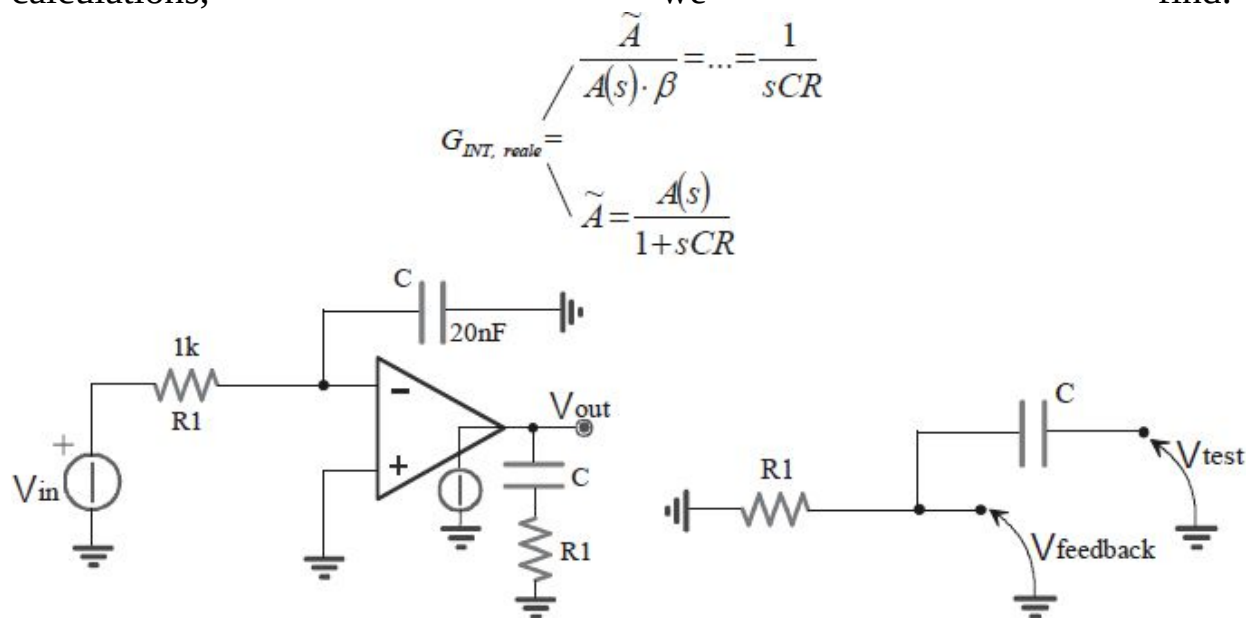 calculations, we find:
Ã / A(s)·β =...= 1 / sCR
G_INT, reale =
Ã = A(s) / 1+sCR
C
20nF
1k
R1
−
+
Vout
+
Vin
C
R1
C
R1
Vtest
Vfeedback